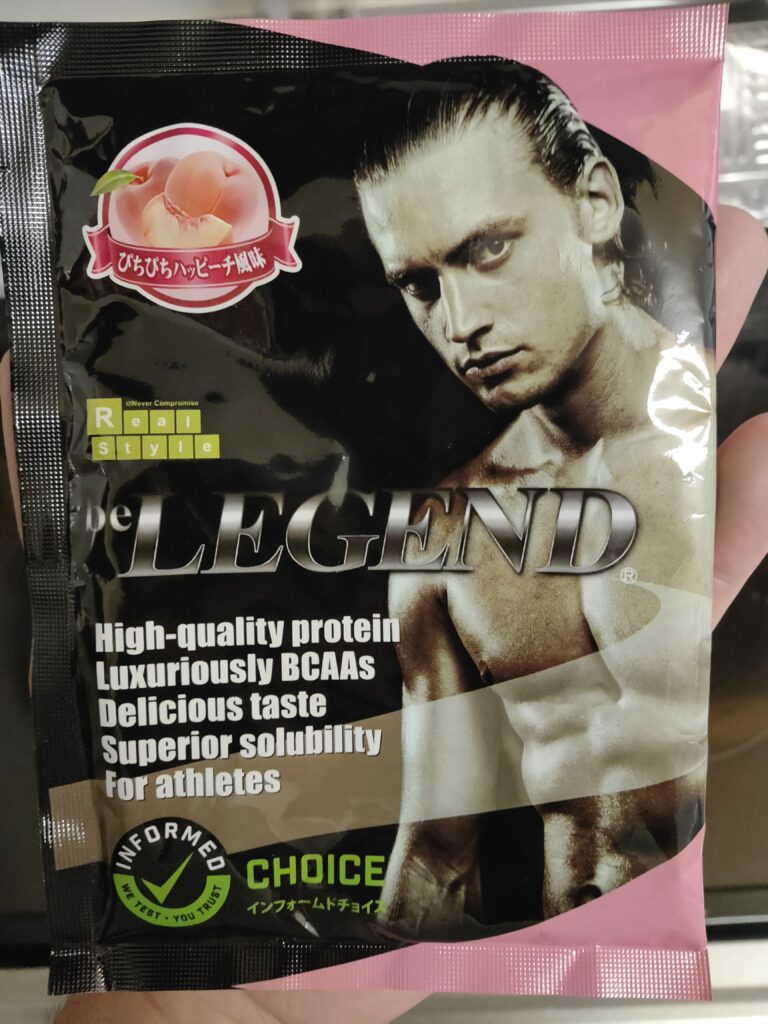 ぴちぴちハッピーチ風味
@Never Compromise
Real
Style
be LEGEND®
High-quality protein
Luxuriously BCAAs
Delicious taste
Superior solubility
For athletes
INFORMED
WE TEST · YOU TRUST
CHOICE
インフォームドチョイス